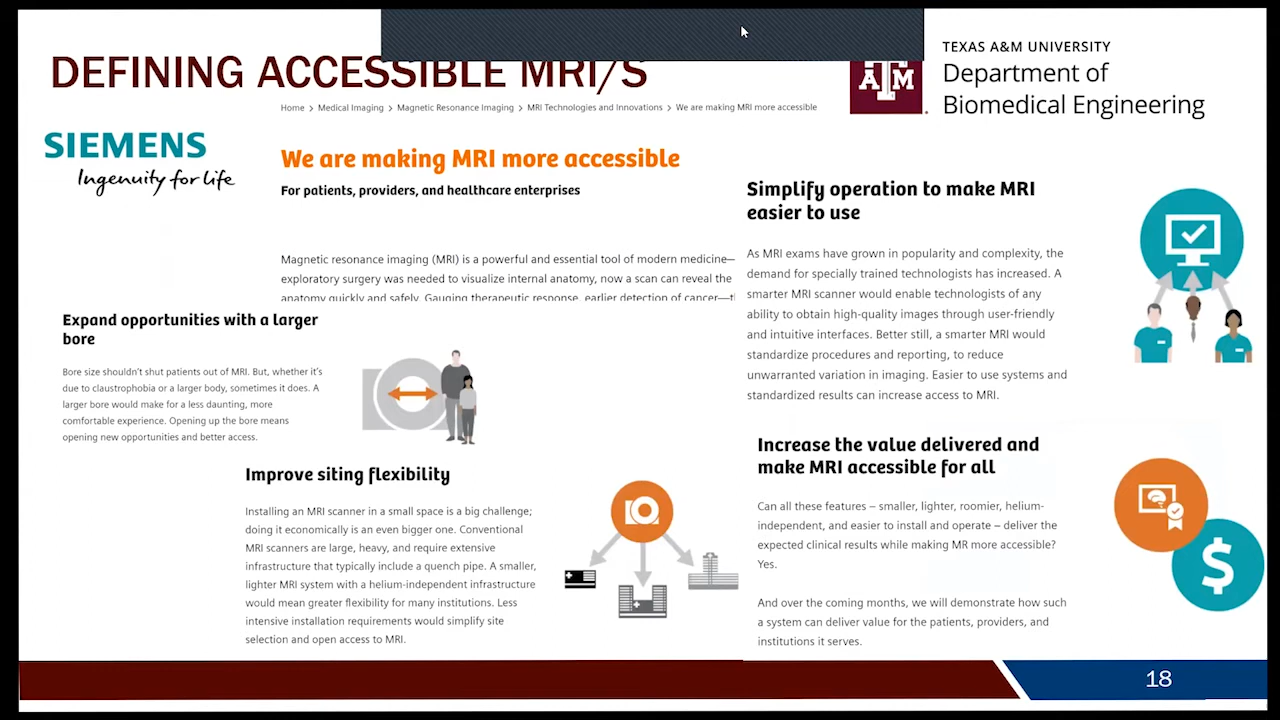 DEFINING ACCESSIBLE MRI/S
TEXAS A&M UNIVERSITY
Department of
Biomedical Engineering
A|M
Home > Medical Imaging > Magnetic Resonance Imaging > MRI Technologies and Innovations > We are making MRI more accessible
SIEMENS
Ingenuity for life
We are making MRI more accessible
For patients, providers, and healthcare enterprises
Magnetic resonance imaging (MRI) is a powerful and essential tool of modern medicine—
exploratory surgery was needed to visualize internal anatomy, now a scan can reveal the
anatomy quickly and safely. Gauging therapeutic response, earlier detection of cancer—
Expand opportunities with a larger
bore
Bore size shouldn't shut patients out of MRI. But, whether it's
due to claustrophobia or a larger body, sometimes it does. A
larger bore would make for a less daunting, more
comfortable experience. Opening up the bore means
opening new opportunities and better access.
Improve siting flexibility
Installing an MRI scanner in a small space is a big challenge;
doing it economically is an even bigger one. Conventional
MRI scanners are large, heavy, and require extensive
infrastructure that typically include a quench pipe. A smaller,
lighter MRI system with a helium-independent infrastructure
would mean greater flexibility for many institutions. Less
intensive installation requirements would simplify site
selection and open access to MRI.
Simplify operation to make MRI
easier to use
As MRI exams have grown in popularity and complexity, the
demand for specially trained technologists has increased. A
smarter MRI scanner would enable technologists of any
ability to obtain high-quality images through user-friendly
and intuitive interfaces. Better still, a smarter MRI would
standardize procedures and reporting, to reduce
unwarranted variation in imaging. Easier to use systems and
standardized results can increase access to MRI.
Increase the value delivered and
make MRI accessible for all
Can all these features – smaller, lighter, roomier, helium-
independent, and easier to install and operate – deliver the
expected clinical results while making MR more accessible?
Yes.
And over the coming months, we will demonstrate how such
a system can deliver value for the patients, providers, and
institutions it serves.
$
18